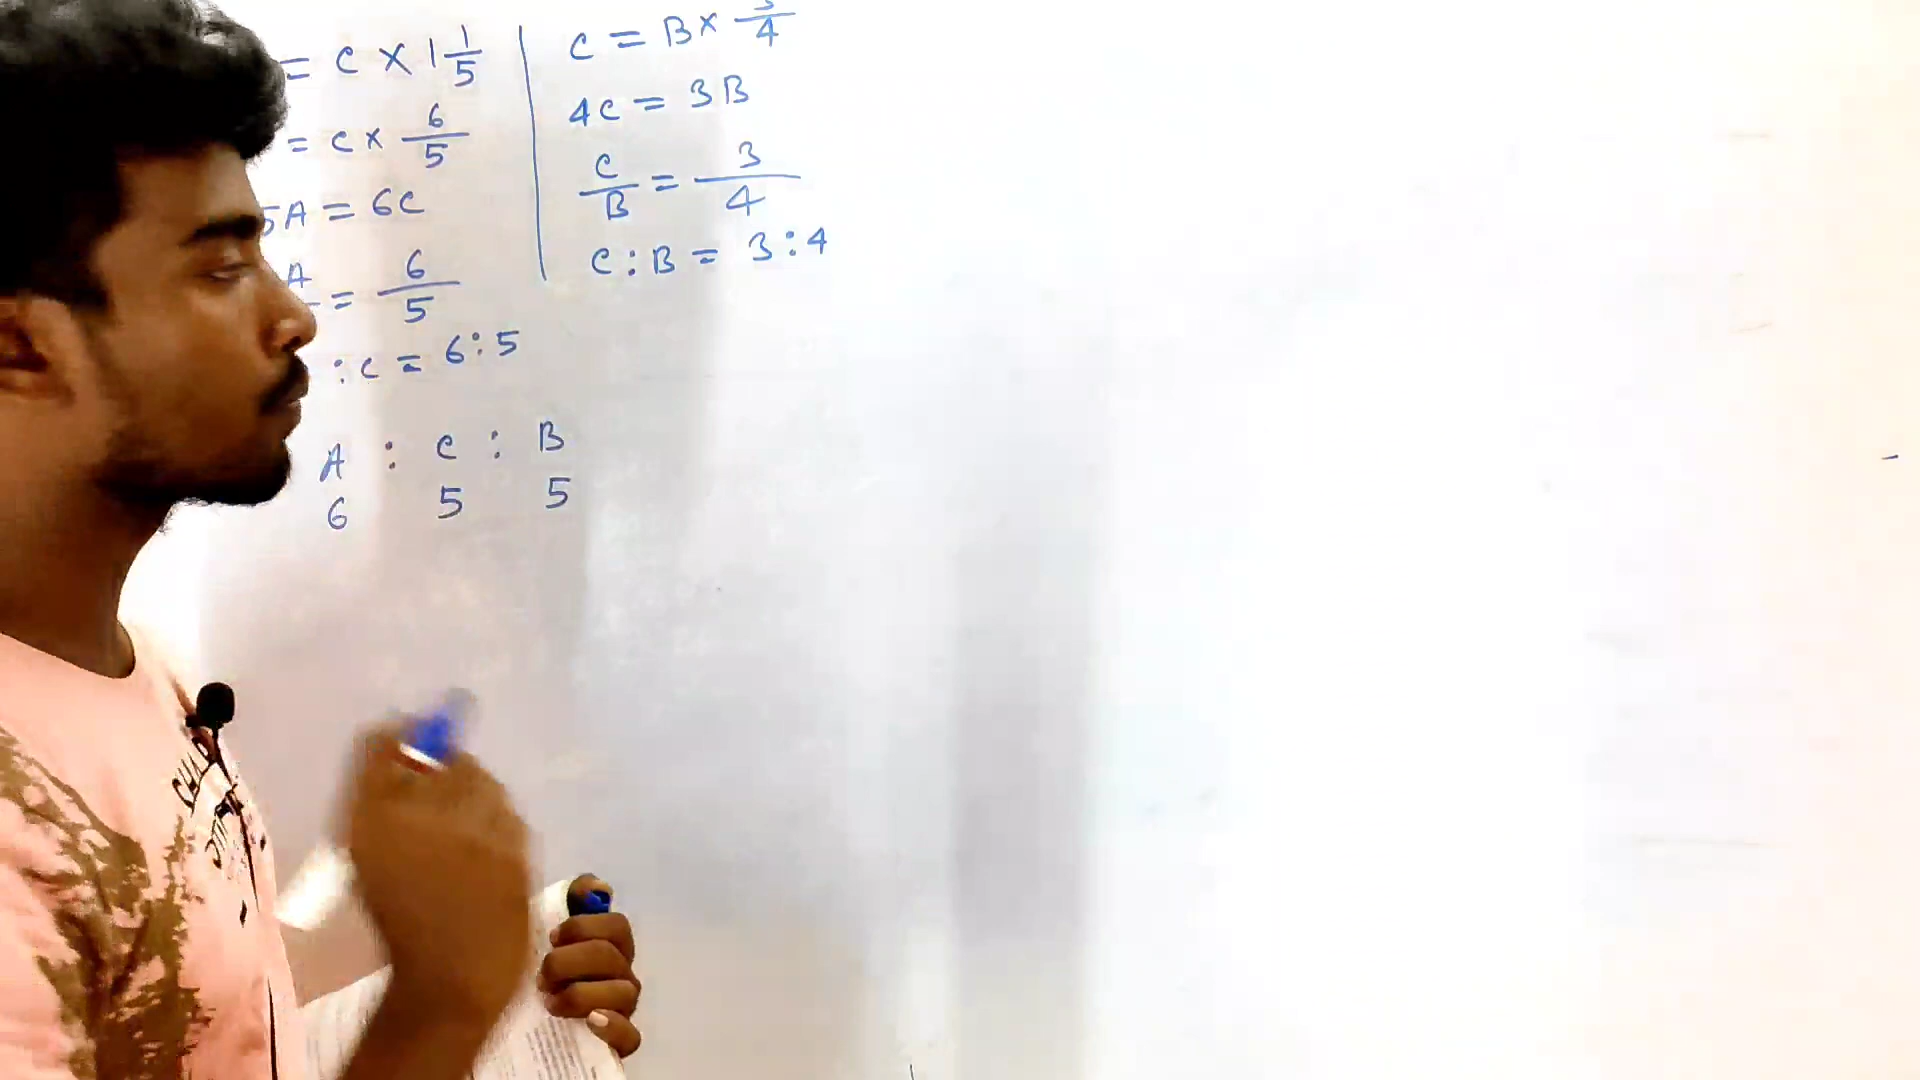 = C × 1 1/5
= C × 6/5
5A = 6C
A/ = 6/5
: C = 6 : 5
C = B × 3/4
4C = 3B
C/B = 3/4
C : B = 3 : 4
A : C : B
6 5 5